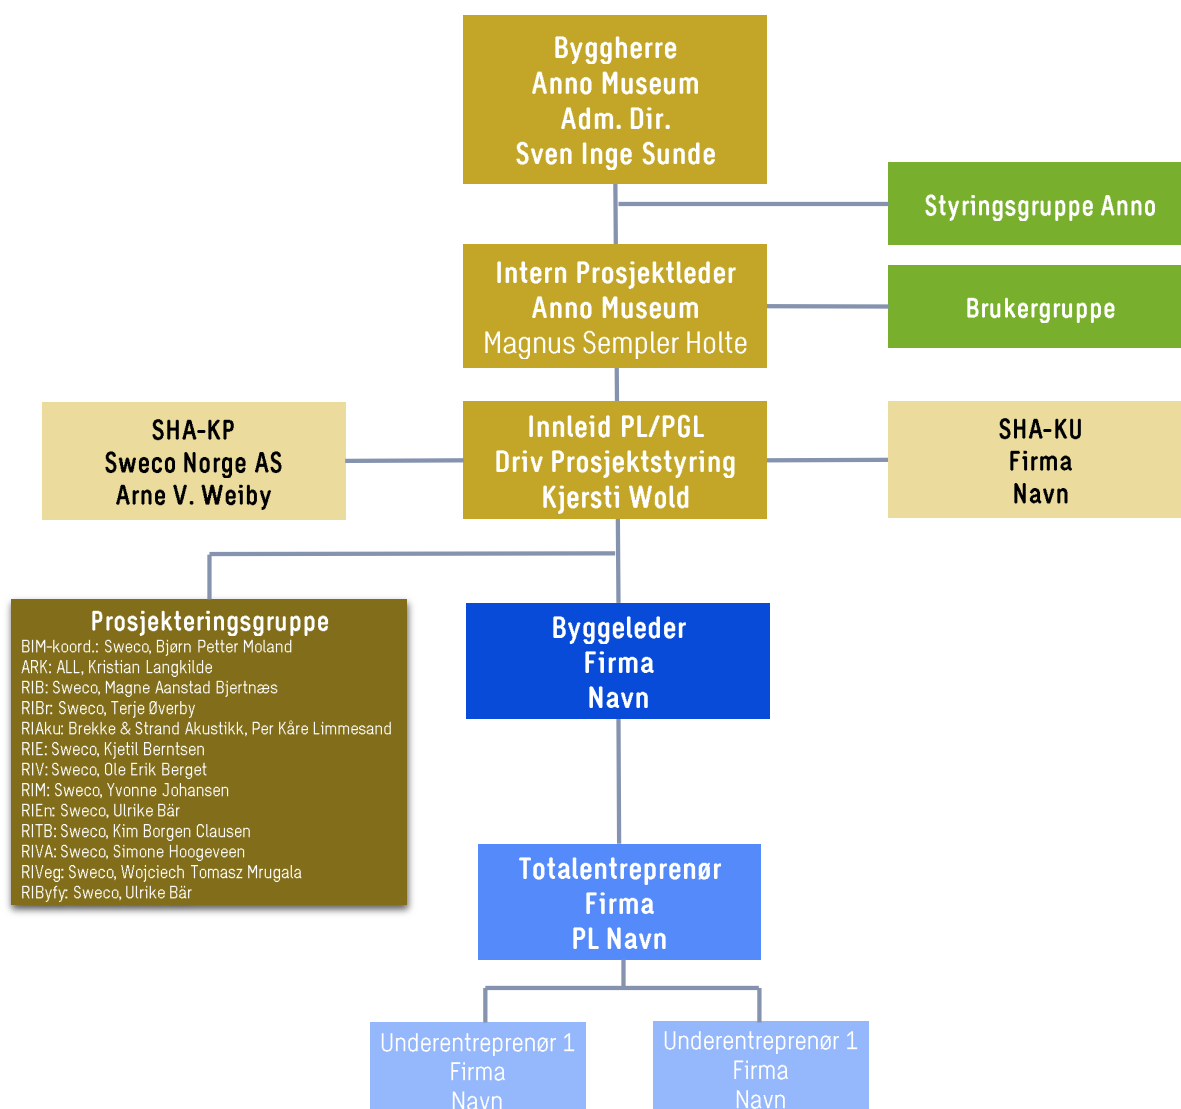 Byggherre
Anno Museum
Adm. Dir.
Sven Inge Sunde
Styringsgruppe Anno
Intern Prosjektleder
Anno Museum
Magnus Sempler Holte
Brukergruppe
SHA-KP
Sweco Norge AS
Arne V. Weiby
Innleid PL/PGL
Driv Prosjektstyring
Kjersti Wold
SHA-KU
Firma
Navn
Prosjekteringsgruppe
BIM-koord.: Sweco, Bjørn Petter Moland
ARK: ALL, Kristian Langkilde
RIB: Sweco, Magne Aanstad Bjertnæs
RIBr: Sweco, Terje Øverby
RIAku: Brekke & Strand Akustikk, Per Kåre Limmesand
RIE: Sweco, Kjetil Berntsen
RIV: Sweco, Ole Erik Berget
RIM: Sweco, Yvonne Johansen
RIEn: Sweco, Ulrike Bär
RITB: Sweco, Kim Borgen Clausen
RIVA: Sweco, Simone Hoogeveen
RIVeg: Sweco, Wojciech Tomasz Mrugala
RIByfy: Sweco, Ulrike Bär
Byggeleder
Firma
Navn
Totalentreprenør
Firma
PL Navn
Underentreprenør 1
Firma
Navn
Underentreprenør 1
Firma
Navn